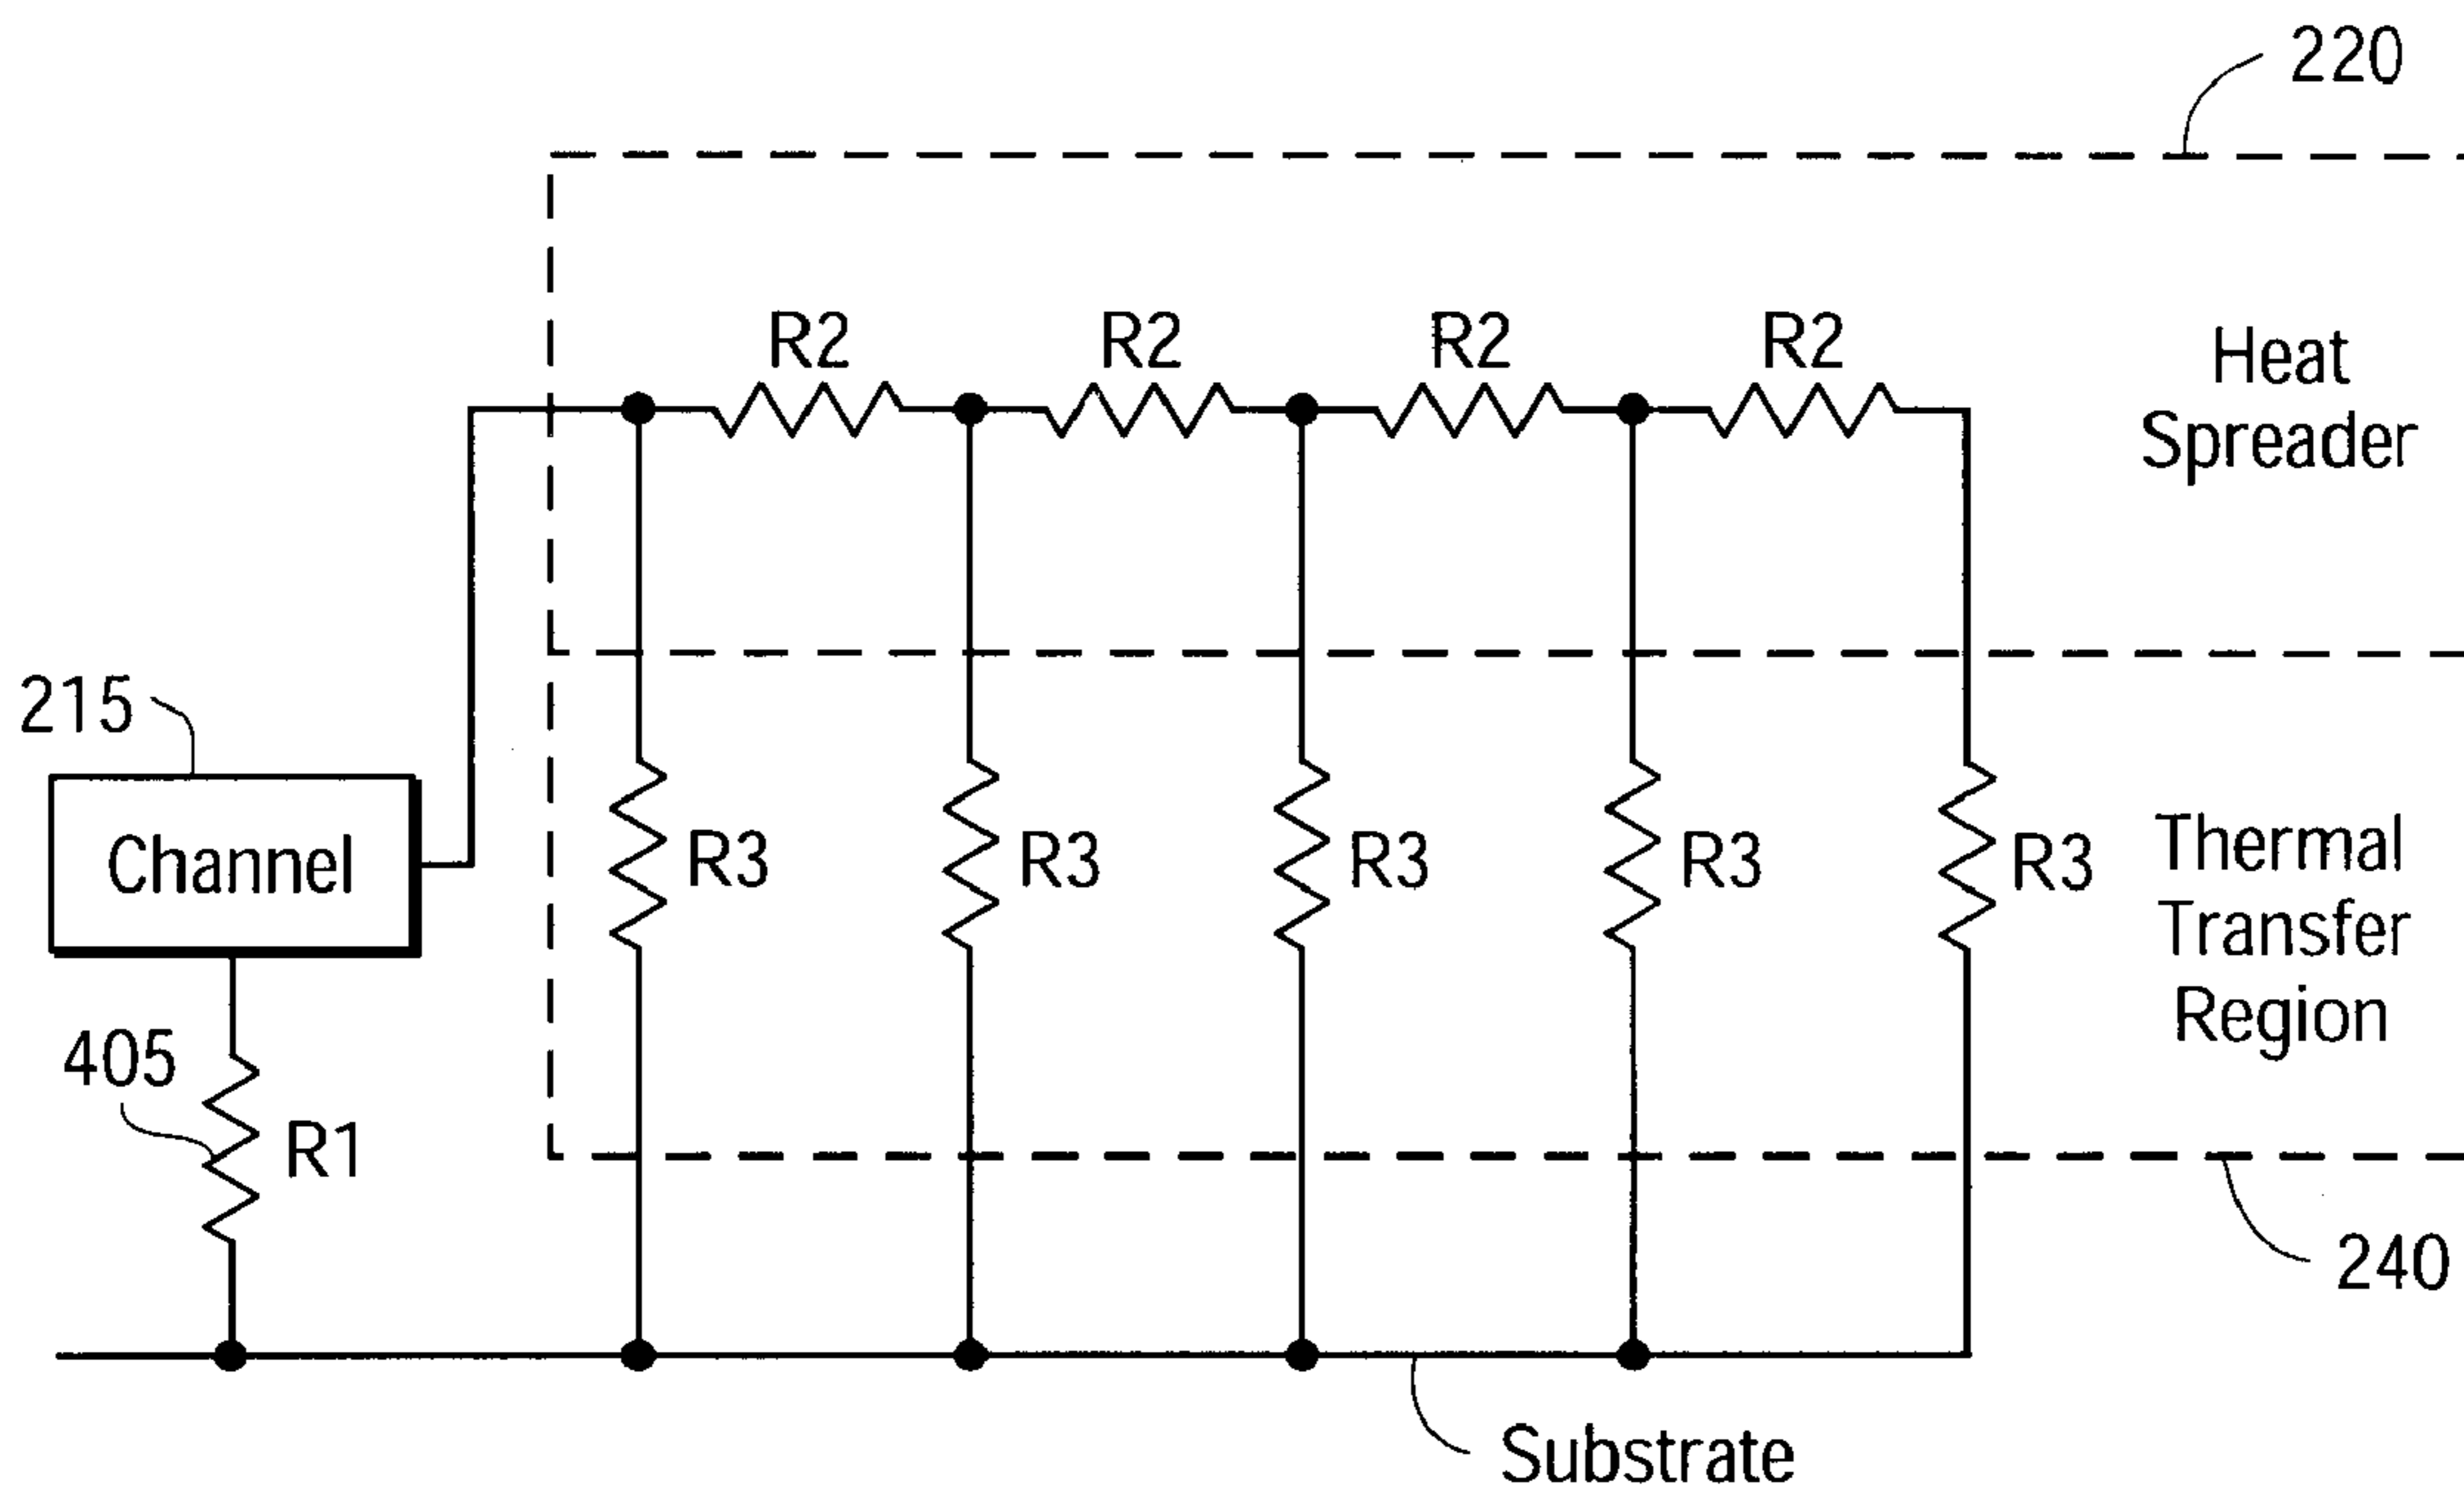 220
R2
R2
R2
R2
Heat
Spreader
215
Channel
R3
R3
R3
R3
R3
Thermal
Transfer
Region
405
R1
240
Substrate